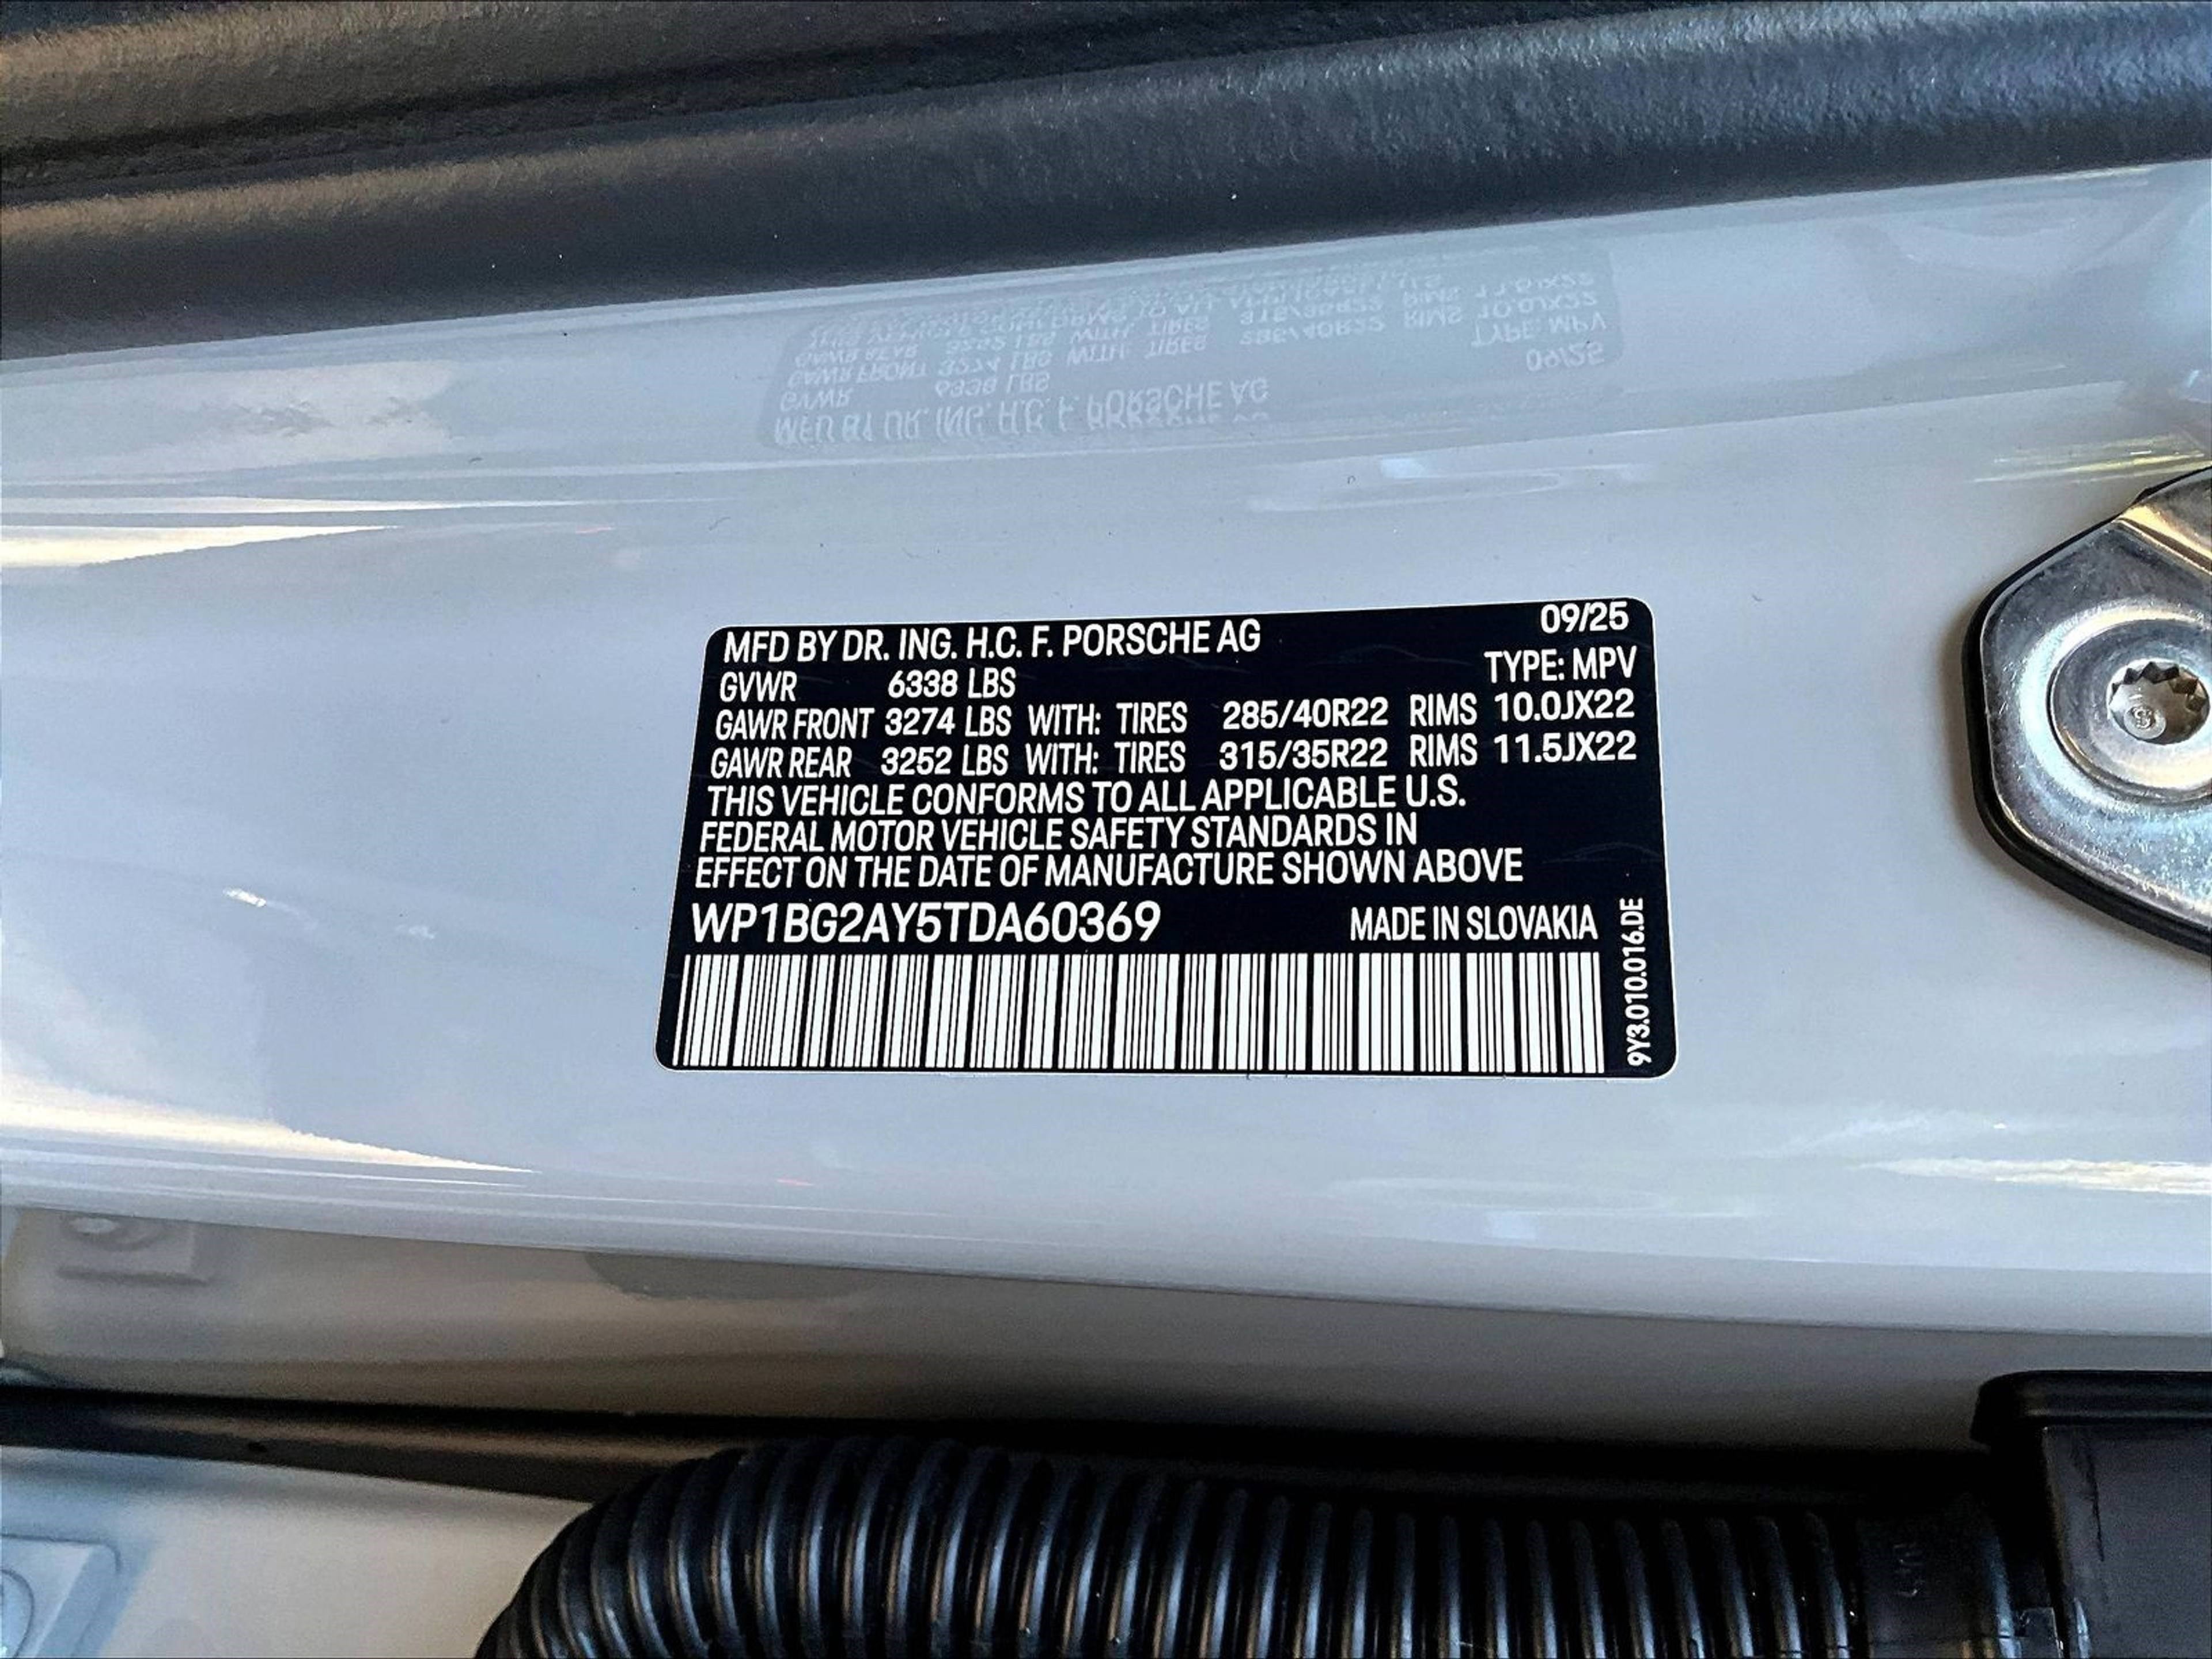 MFD BY DR. ING. H.C. F. PORSCHE AG 09/25
GVWR 6338 LBS TYPE: MPV
GAWR FRONT 3274 LBS WITH: TIRES 285/40R22 RIMS 10.0JX22
GAWR REAR 3252 LBS WITH: TIRES 315/35R22 RIMS 11.5JX22
THIS VEHICLE CONFORMS TO ALL APPLICABLE U.S.
FEDERAL MOTOR VEHICLE SAFETY STANDARDS IN
EFFECT ON THE DATE OF MANUFACTURE SHOWN ABOVE
WP1BG2AY5TDA60369 MADE IN SLOVAKIA
9Y3.010.016.DE